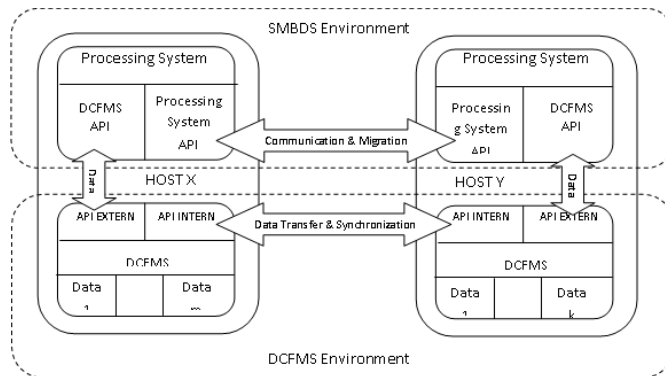 SMBDS Environment
Processing System
Processing System
DCFMS
API
Processing
System
API
Processin
g System
API
DCFMS
API
Communication & Migration
Data
Data
HOST X
HOST Y
API EXTERN
API INTERN
API INTERN
API EXTERN
Data Transfer & Synchronization
DCFMS
DCFMS
Data
1
Data
m
Data
1
Data
k
DCFMS Environment